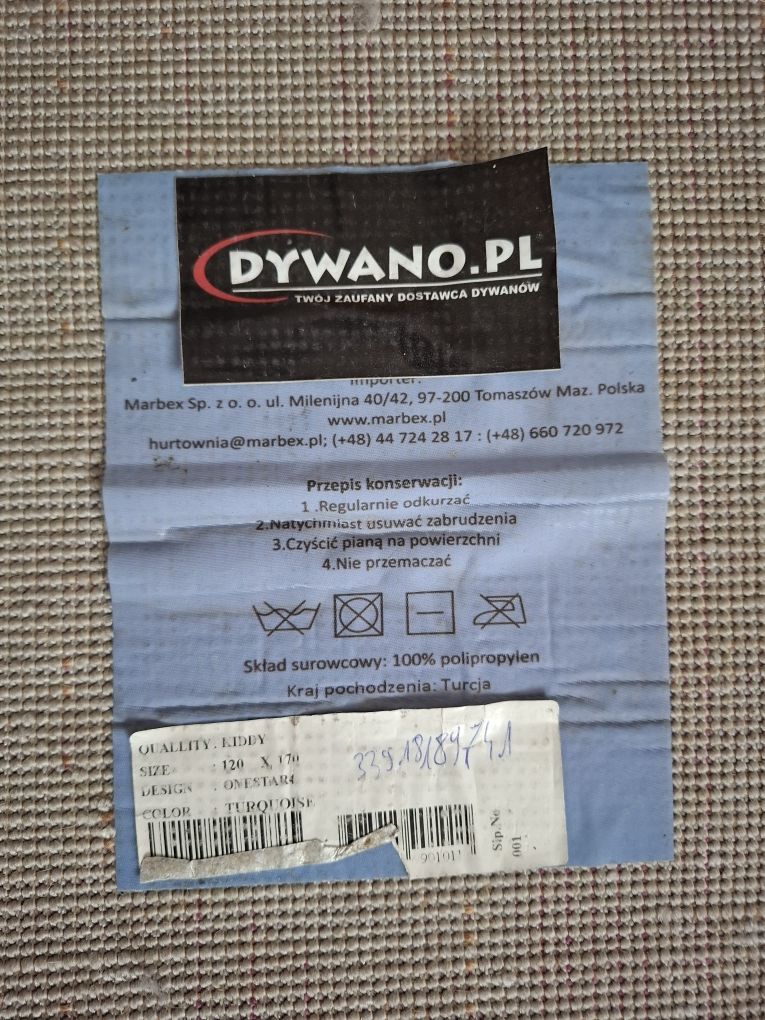 DYWANO.PL
TWÓJ ZAUFANY DOSTAWCA DYWANÓW
Importer:
Marbex Sp. z o. o. ul. Milenijna 40/42, 97-200 Tomaszów Maz. Polska
www.marbex.pl
hurtownia@marbex.pl; (+48) 44 724 28 17 : (+48) 660 720 972
Przepis konserwacji:
1 .Regularnie odkurzać
2.Natychmiast usuwać zabrudzenia
3.Czyścić pianą na powierzchni
4.Nie przemaczać
Skład surowcowy: 100% polipropylen
Kraj pochodzenia: Turcja
QUALLITY : KIDDY
SIZE : 120 X 170
DESIGN : ONESTAR4
COLOR : TURQUOISE
Sip.No
001